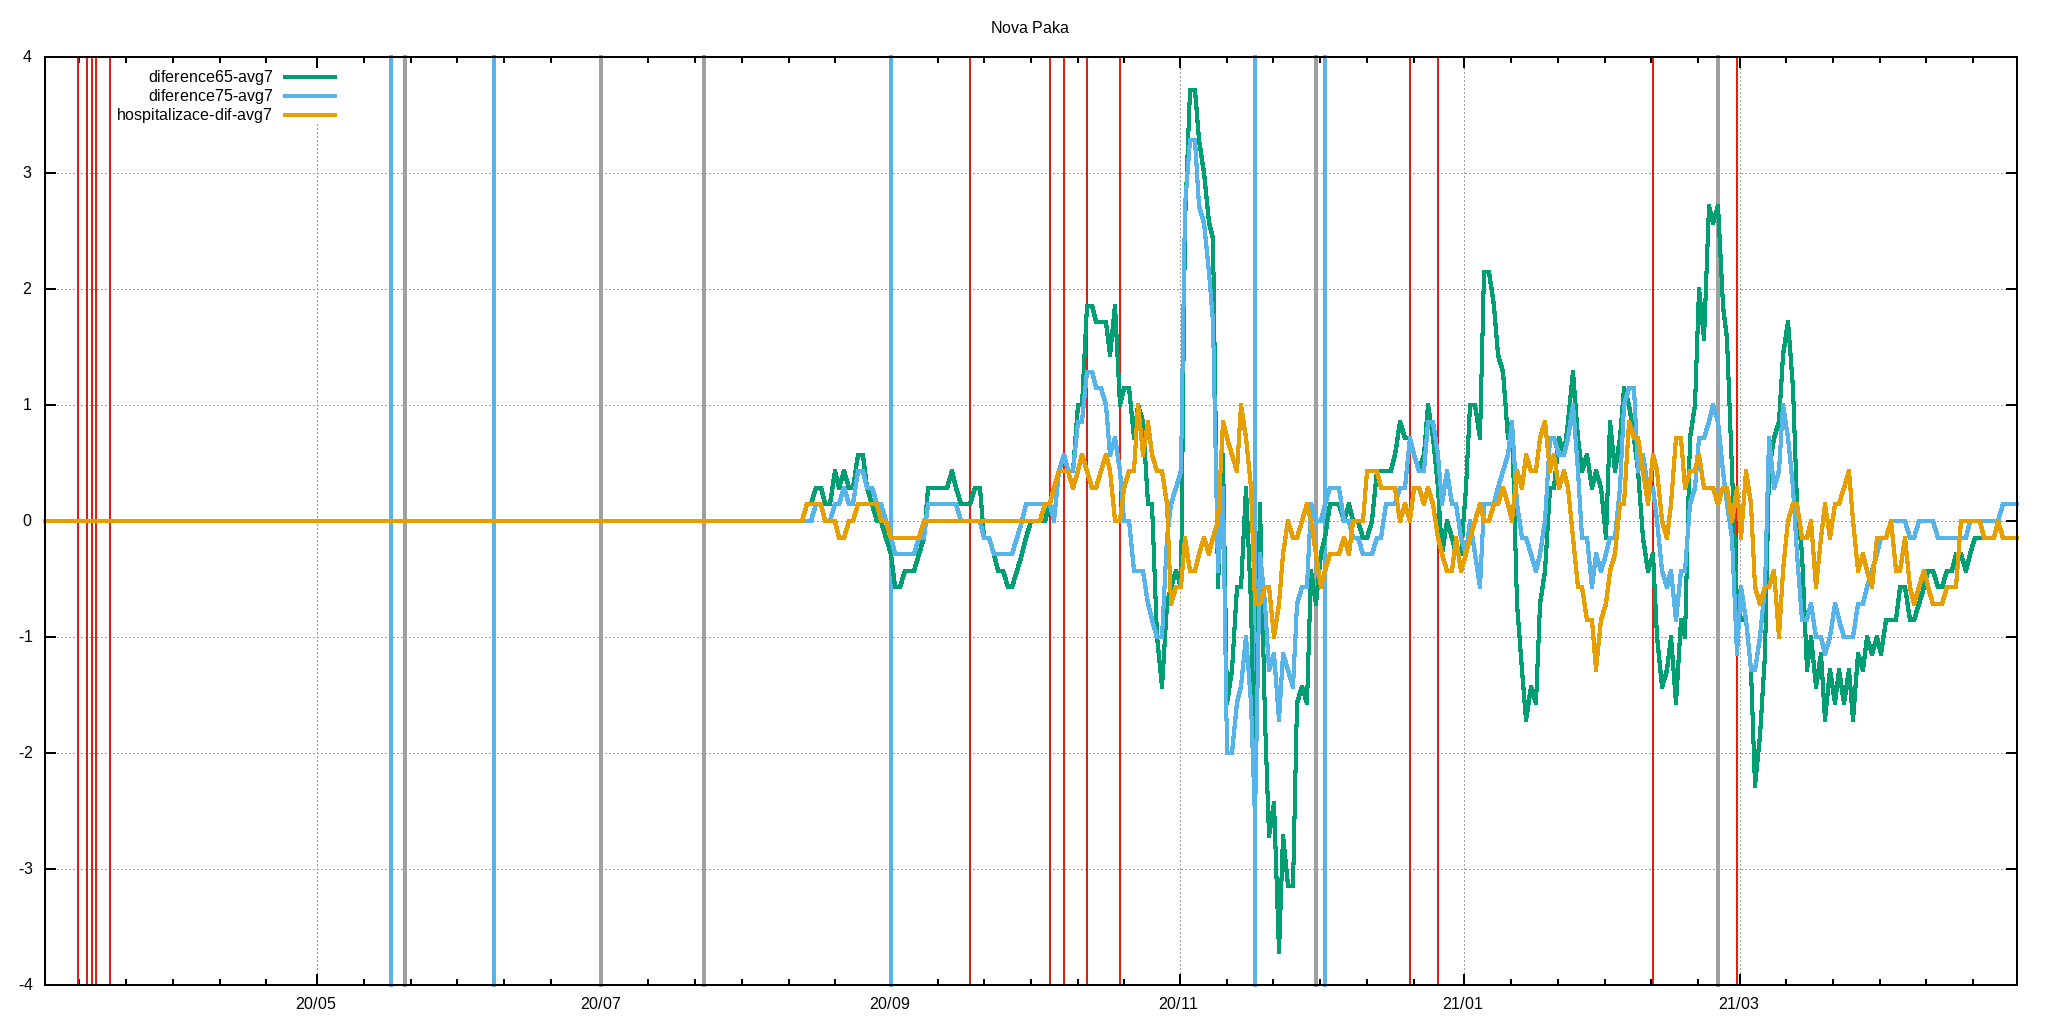 Nova Paka
4
diference65-avg7
diference75-avg7
hospitalizace-dif-avg7
3
2
1
0
-1
-2
-3
-4
20/05 20/07 20/09 20/11 21/01 21/03